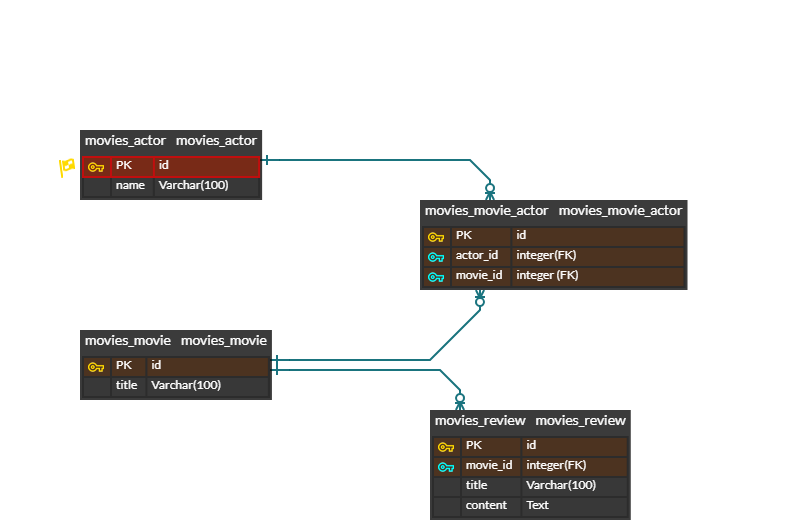 movies_actor movies_actor
PK id
name Varchar(100)
movies_movie_actor movies_movie_actor
PK id
actor_id integer(FK)
movie_id integer (FK)
movies_movie movies_movie
PK id
title Varchar(100)
movies_review movies_review
PK id
movie_id integer(FK)
title Varchar(100)
content Text